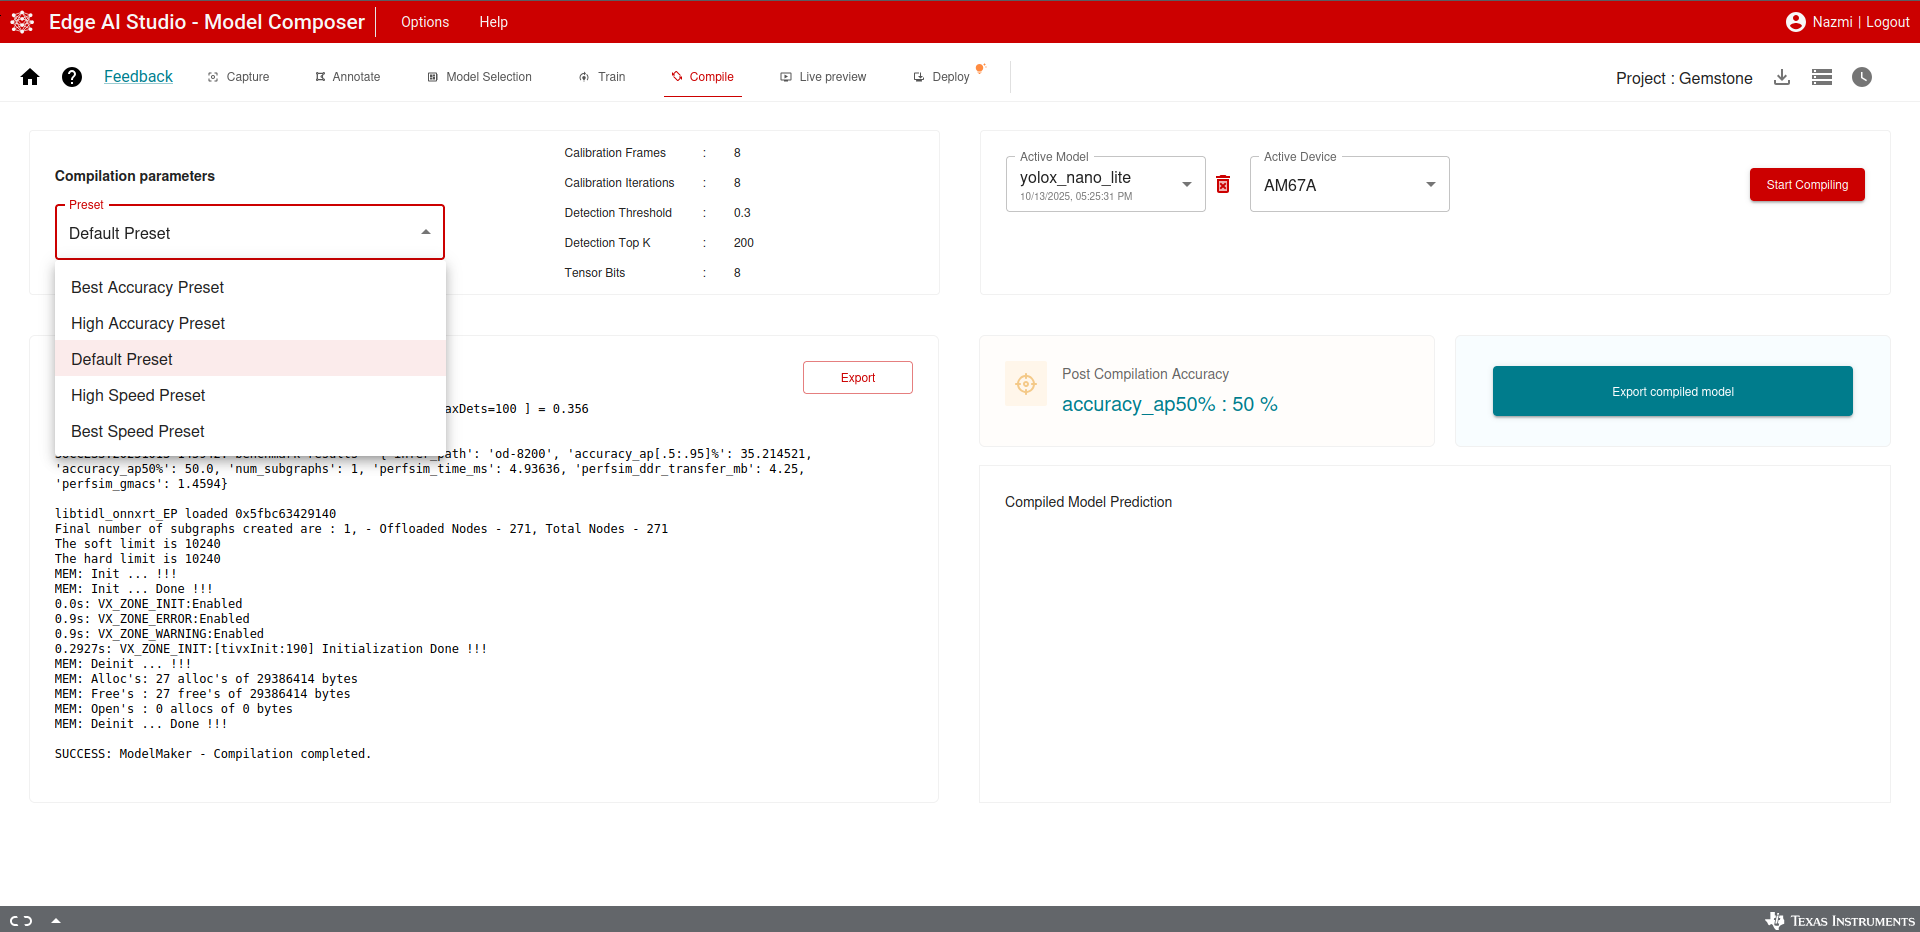 Edge AI Studio - Model Composer
Options
Help
Nazmi | Logout
Feedback
Capture
Annotate
Model Selection
Train
Compile
Live preview
Deploy
Project : Gemstone
Compilation parameters
Preset
Default Preset
Best Accuracy Preset
High Accuracy Preset
Default Preset
High Speed Preset
Best Speed Preset
Calibration Frames : 8
Calibration Iterations : 8
Detection Threshold : 0.3
Detection Top K : 200
Tensor Bits : 8
Active Model
yolox_nano_lite
10/13/2025, 05:25:31 PM
Active Device
AM67A
Start Compiling
Export
axDets=100 ] = 0.356
_path': 'od-8200', 'accuracy_ap[.5:.95]%': 35.214521,
'accuracy_ap50%': 50.0, 'num_subgraphs': 1, 'perfsim_time_ms': 4.93636, 'perfsim_ddr_transfer_mb': 4.25,
'perfsim_gmacs': 1.4594}
libtidl_onnxrt_EP loaded 0x5fbc63429140
Final number of subgraphs created are : 1, - Offloaded Nodes - 271, Total Nodes - 271
The soft limit is 10240
The hard limit is 10240
MEM: Init ... !!!
MEM: Init ... Done !!!
0.0s: VX_ZONE_INIT:Enabled
0.9s: VX_ZONE_ERROR:Enabled
0.9s: VX_ZONE_WARNING:Enabled
0.2927s: VX_ZONE_INIT:[tivxInit:190] Initialization Done !!!
MEM: Deinit ... !!!
MEM: Alloc's: 27 alloc's of 29386414 bytes
MEM: Free's : 27 free's of 29386414 bytes
MEM: Open's : 0 allocs of 0 bytes
MEM: Deinit ... Done !!!
SUCCESS: ModelMaker - Compilation completed.
Post Compilation Accuracy
accuracy_ap50% : 50 %
Export compiled model
Compiled Model Prediction
TEXAS INSTRUMENTS